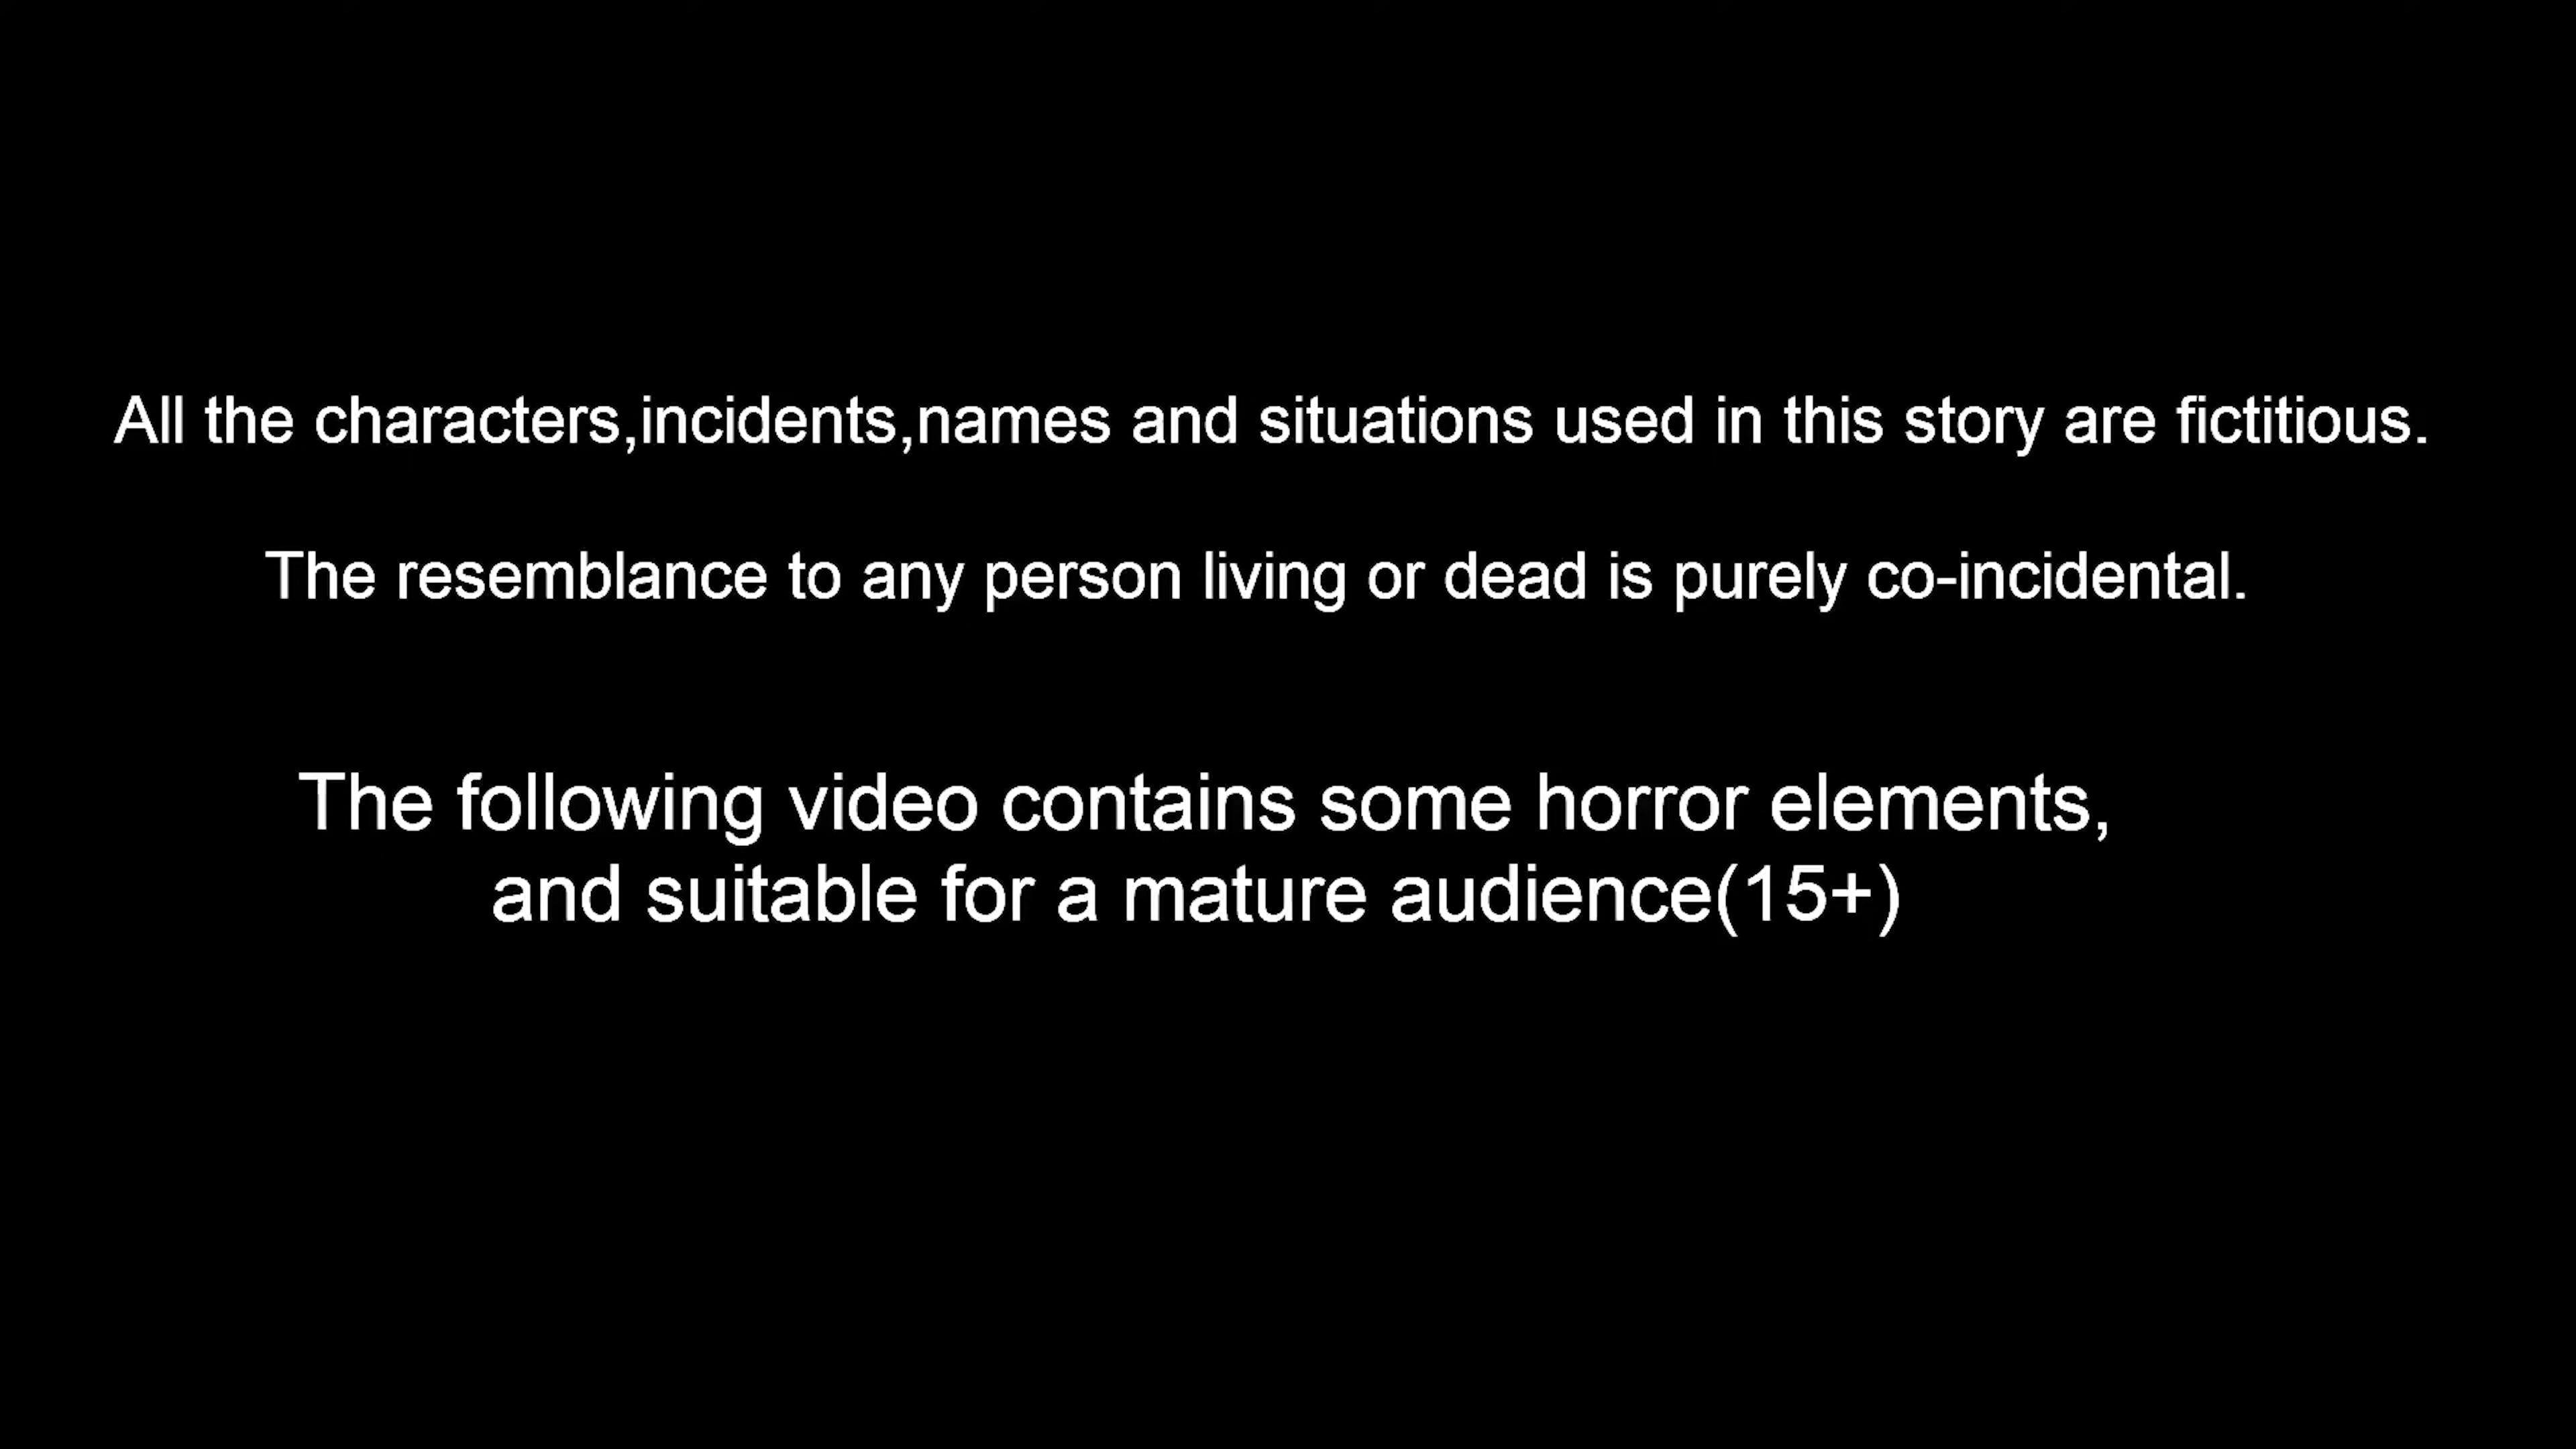 All the characters,incidents,names and situations used in this story are fictitious.
The resemblance to any person living or dead is purely co-incidental.
The following video contains some horror elements,
and suitable for a mature audience(15+)